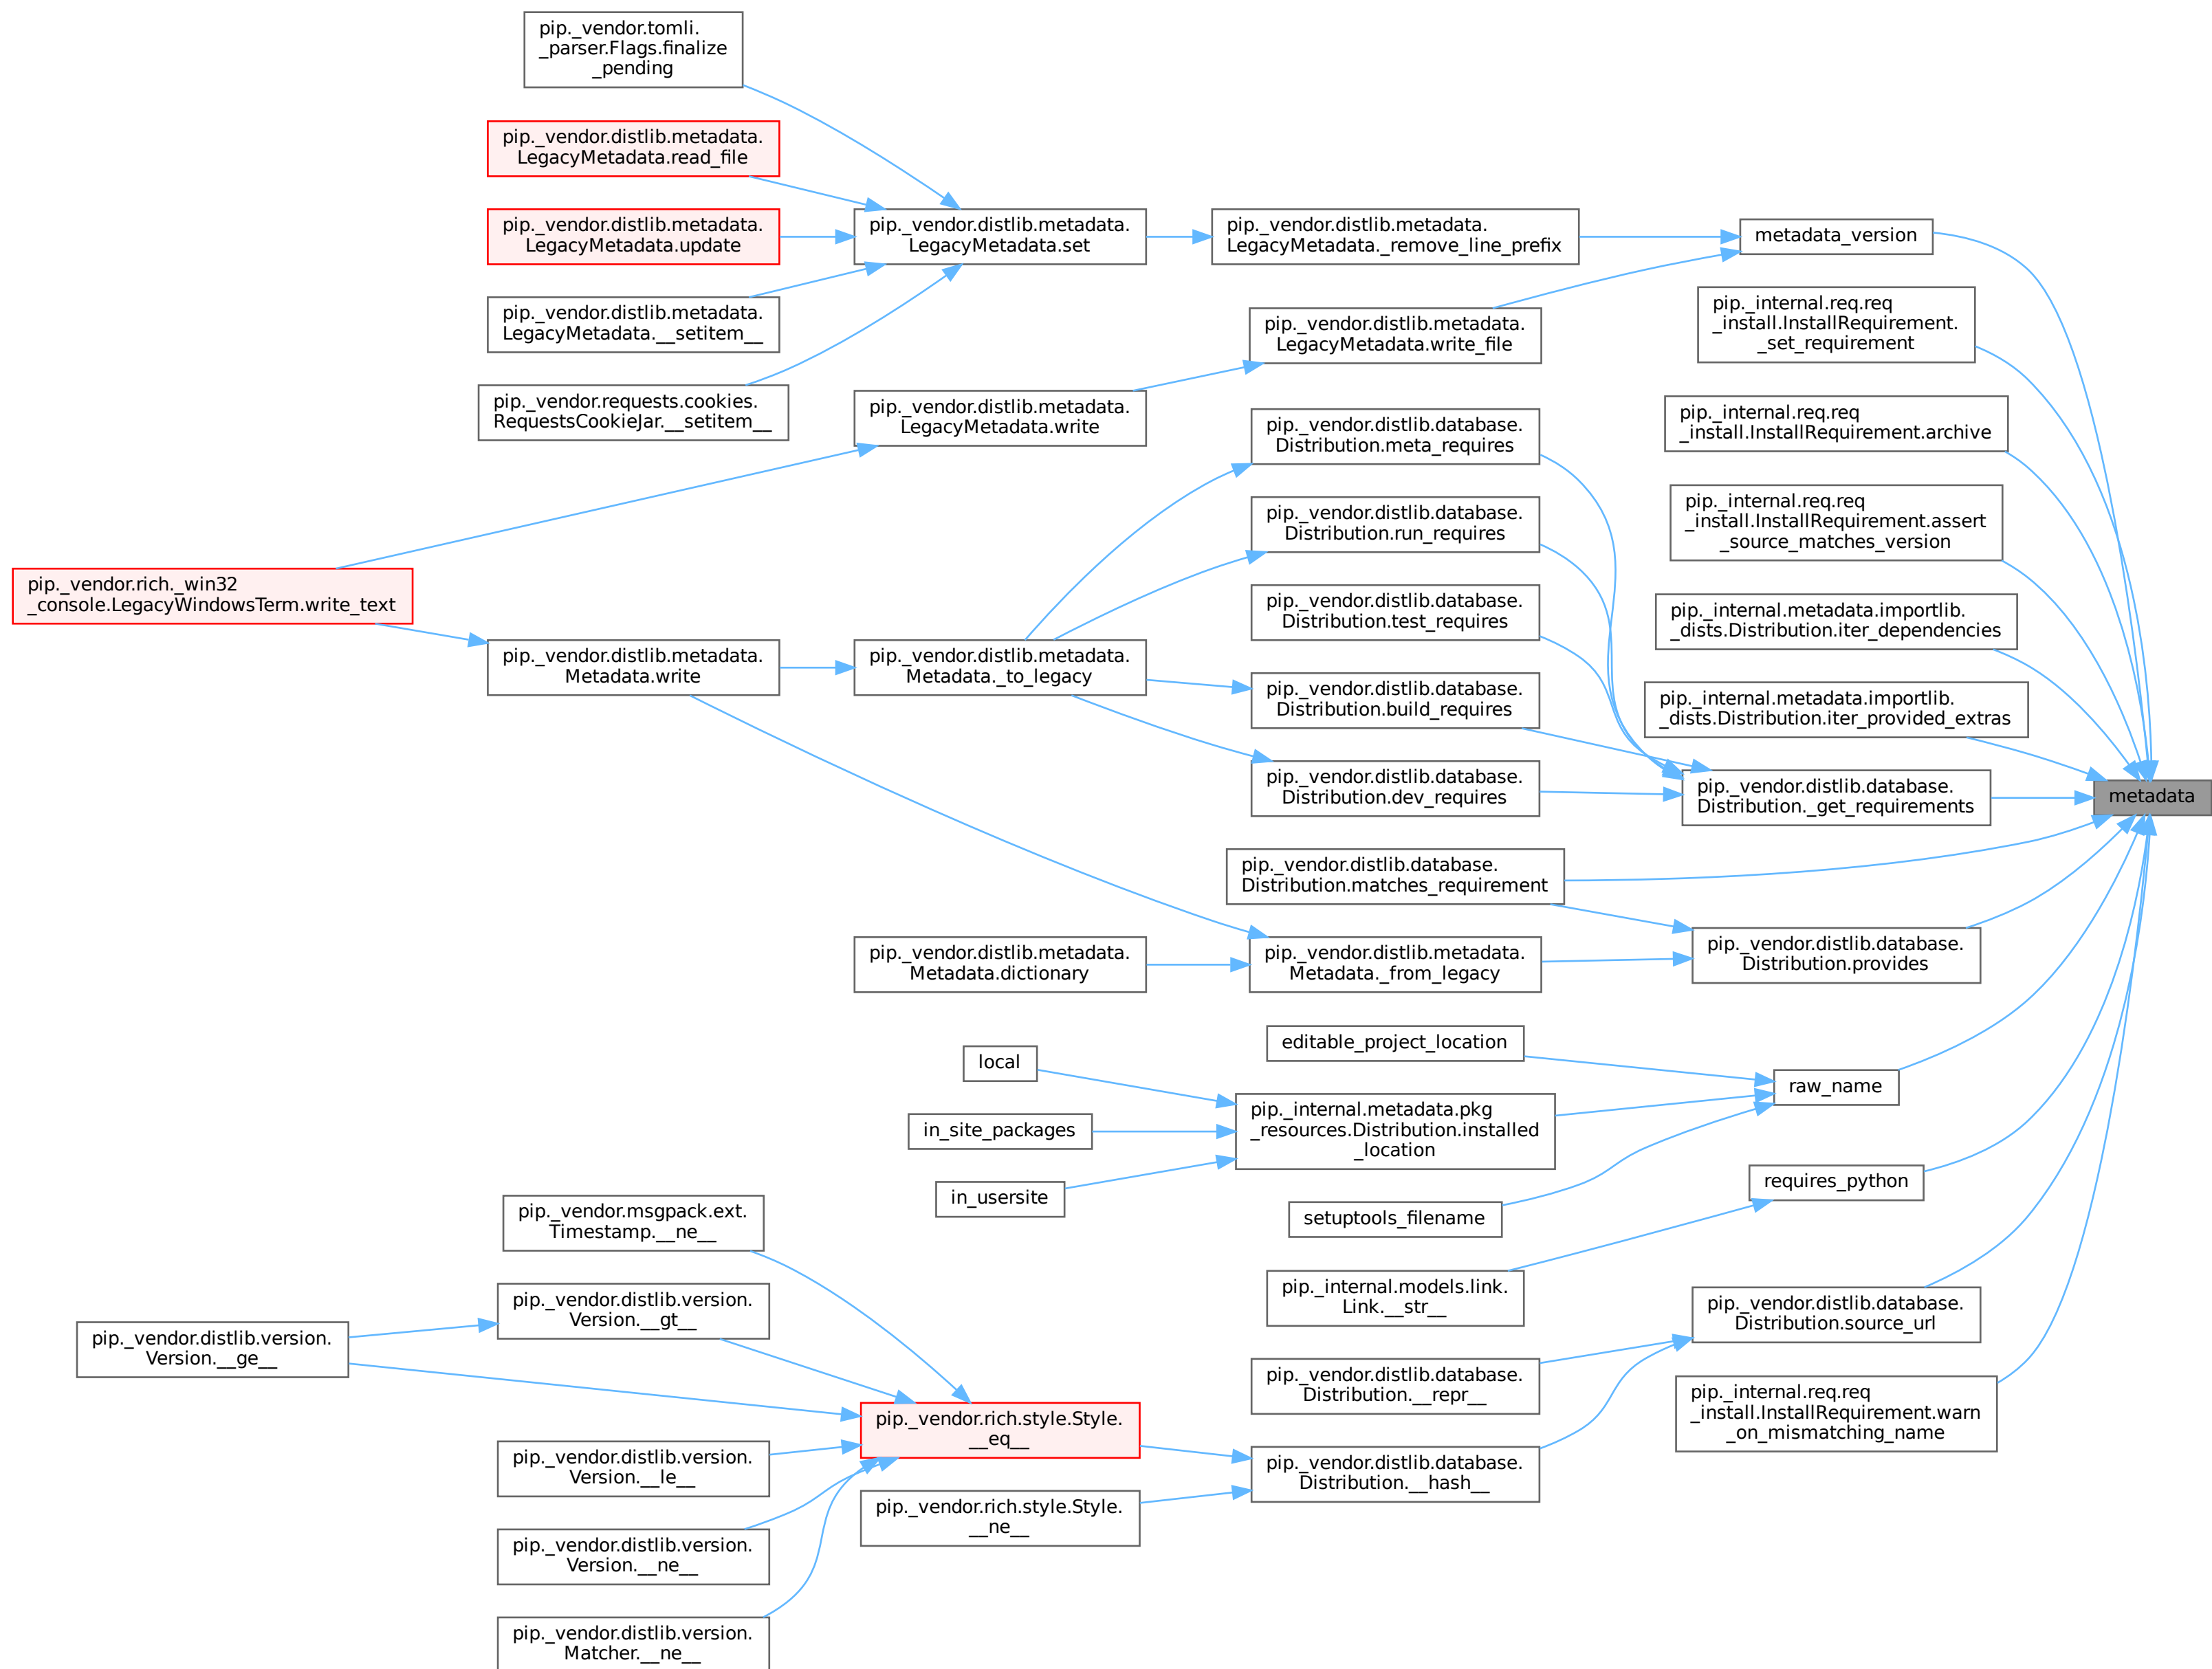 pip._vendor.tomli.
_parser.Flags.finalize
_pending
pip._vendor.distlib.metadata.
LegacyMetadata.read_file
pip._vendor.distlib.metadata.
LegacyMetadata.update
pip._vendor.distlib.metadata.
LegacyMetadata.__setitem__
pip._vendor.requests.cookies.
RequestsCookieJar.__setitem__
pip._vendor.distlib.metadata.
LegacyMetadata.set
pip._vendor.distlib.metadata.
LegacyMetadata._remove_line_prefix
metadata_version
pip._vendor.distlib.metadata.
LegacyMetadata.write_file
pip._vendor.distlib.metadata.
LegacyMetadata.write
pip._vendor.rich._win32
_console.LegacyWindowsTerm.write_text
pip._vendor.distlib.metadata.
Metadata.write
pip._vendor.distlib.metadata.
Metadata._to_legacy
pip._vendor.distlib.database.
Distribution.meta_requires
pip._vendor.distlib.database.
Distribution.run_requires
pip._vendor.distlib.database.
Distribution.test_requires
pip._vendor.distlib.database.
Distribution.build_requires
pip._vendor.distlib.database.
Distribution.dev_requires
pip._internal.req.req
_install.InstallRequirement.
_set_requirement
pip._internal.req.req
_install.InstallRequirement.archive
pip._internal.req.req
_install.InstallRequirement.assert
_source_matches_version
pip._internal.metadata.importlib.
_dists.Distribution.iter_dependencies
pip._internal.metadata.importlib.
_dists.Distribution.iter_provided_extras
pip._vendor.distlib.database.
Distribution._get_requirements
metadata
pip._vendor.distlib.database.
Distribution.matches_requirement
pip._vendor.distlib.database.
Distribution.provides
pip._vendor.distlib.metadata.
Metadata._from_legacy
pip._vendor.distlib.metadata.
Metadata.dictionary
editable_project_location
raw_name
local
pip._internal.metadata.pkg
_resources.Distribution.installed
_location
in_site_packages
in_usersite
setuptools_filename
requires_python
pip._internal.models.link.
Link.__str__
pip._vendor.distlib.database.
Distribution.source_url
pip._vendor.distlib.database.
Distribution.__repr__
pip._internal.req.req
_install.InstallRequirement.warn
_on_mismatching_name
pip._vendor.distlib.database.
Distribution.__hash__
pip._vendor.rich.style.Style.
__eq__
pip._vendor.rich.style.Style.
__ne__
pip._vendor.msgpack.ext.
Timestamp.__ne__
pip._vendor.distlib.version.
Version.__gt__
pip._vendor.distlib.version.
Version.__ge__
pip._vendor.distlib.version.
Version.__le__
pip._vendor.distlib.version.
Version.__ne__
pip._vendor.distlib.version.
Matcher.__ne__